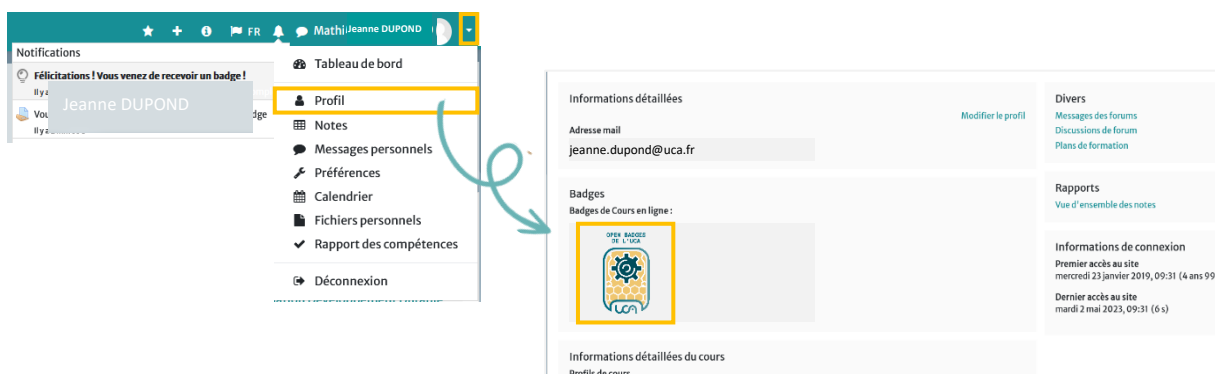 FR Mathi Jeanne DUPOND
Notifications
Félicitations ! Vous venez de recevoir un badge !
Il y a
Jeanne DUPOND
Vou dge
Il y a
Tableau de bord
Profil
Notes
Messages personnels
Préférences
Calendrier
Fichiers personnels
Rapport des compétences
Déconnexion
Informations détaillées
Modifier le profil
Adresse mail
jeanne.dupond@uca.fr
Badges
Badges de Cours en ligne :
OPEN BADGES
DE L'UCA
UCA
Informations détaillées du cours
Profils de cours
Divers
Messages des forums
Discussions de forum
Plans de formation
Rapports
Vue d'ensemble des notes
Informations de connexion
Premier accès au site
mercredi 23 janvier 2019, 09:31 (4 ans 99
Dernier accès au site
mardi 2 mai 2023, 09:31 (6 s)